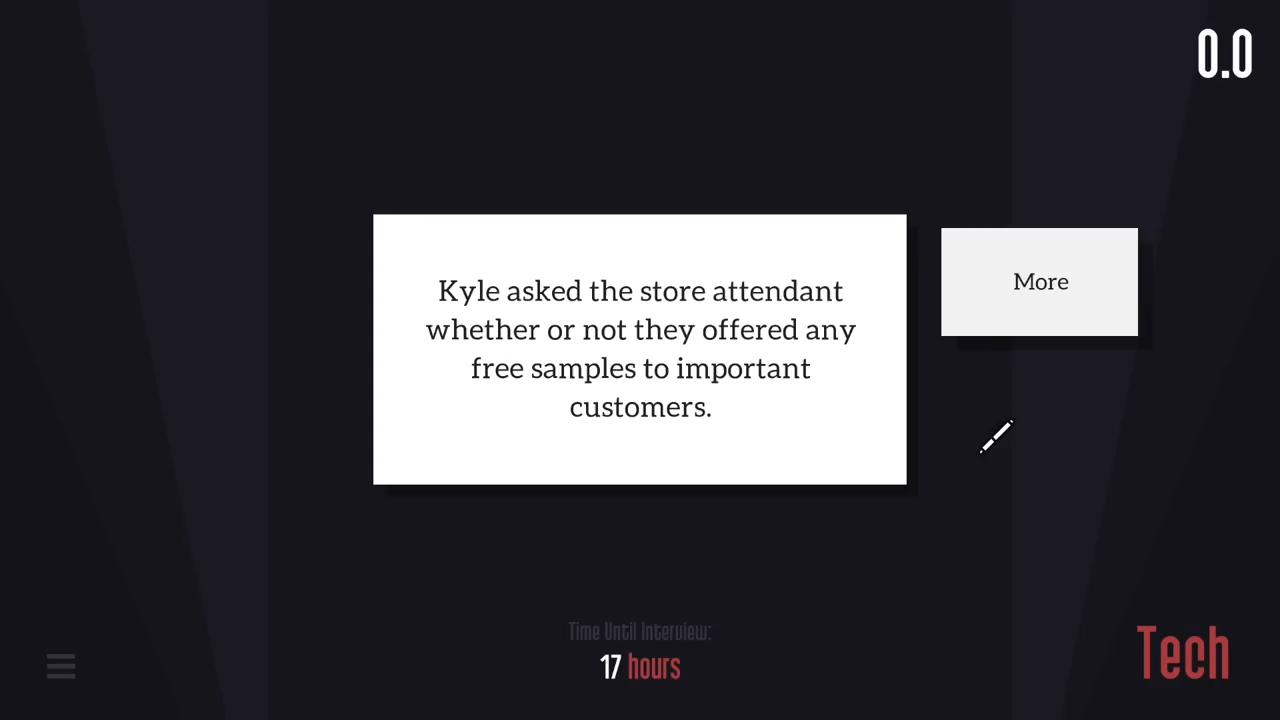 0.0
Kyle asked the store attendant
whether or not they offered any
free samples to important
customers.
More
Time Until Interview:
17 hours
Tech